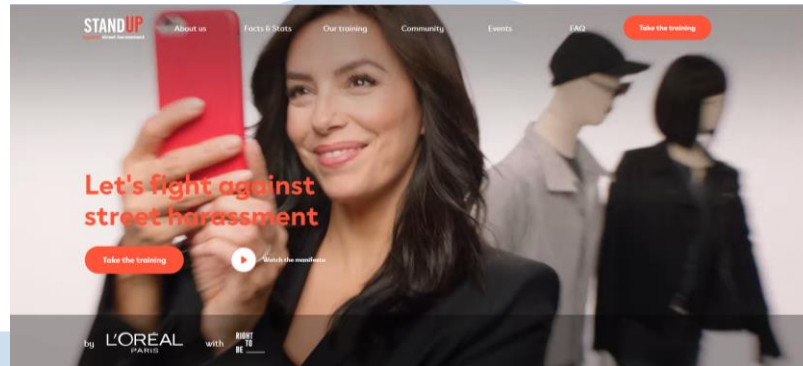 STANDUP
against street harassment
About us
Facts & Stats
Our training
Community
Events
FAQ
Take the training
Let's fight against
street harassment
Take the training
Watch the manifesto
by L'ORÉAL PARIS with RIGHT TO BE